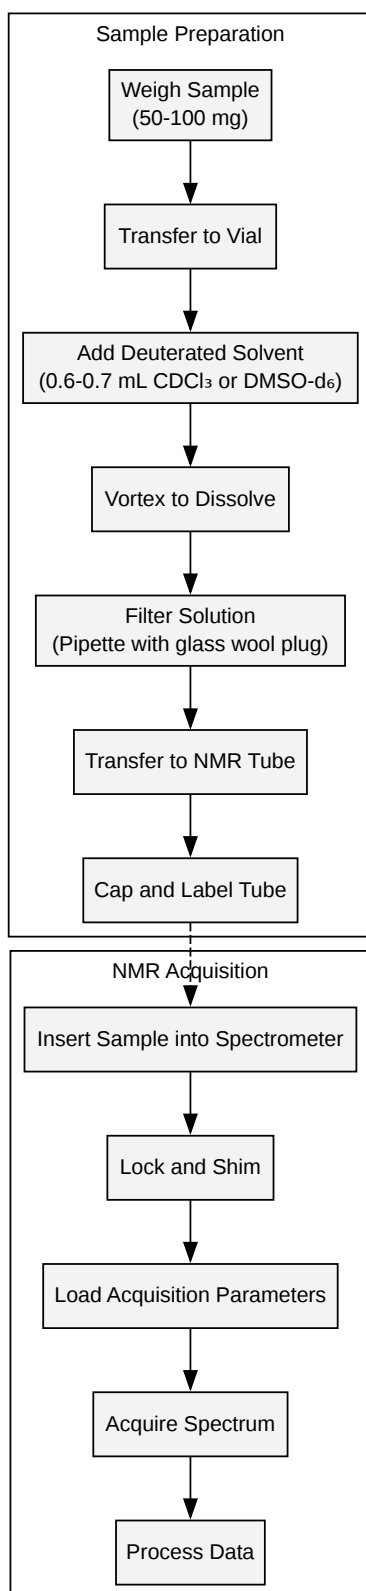 Sample Preparation
Weigh Sample
(50-100 mg)
Transfer to Vial
Add Deuterated Solvent
(0.6-0.7 mL CDCl₃ or DMSO-d₆)
Vortex to Dissolve
Filter Solution
(Pipette with glass wool plug)
Transfer to NMR Tube
Cap and Label Tube
NMR Acquisition
Insert Sample into Spectrometer
Lock and Shim
Load Acquisition Parameters
Acquire Spectrum
Process Data